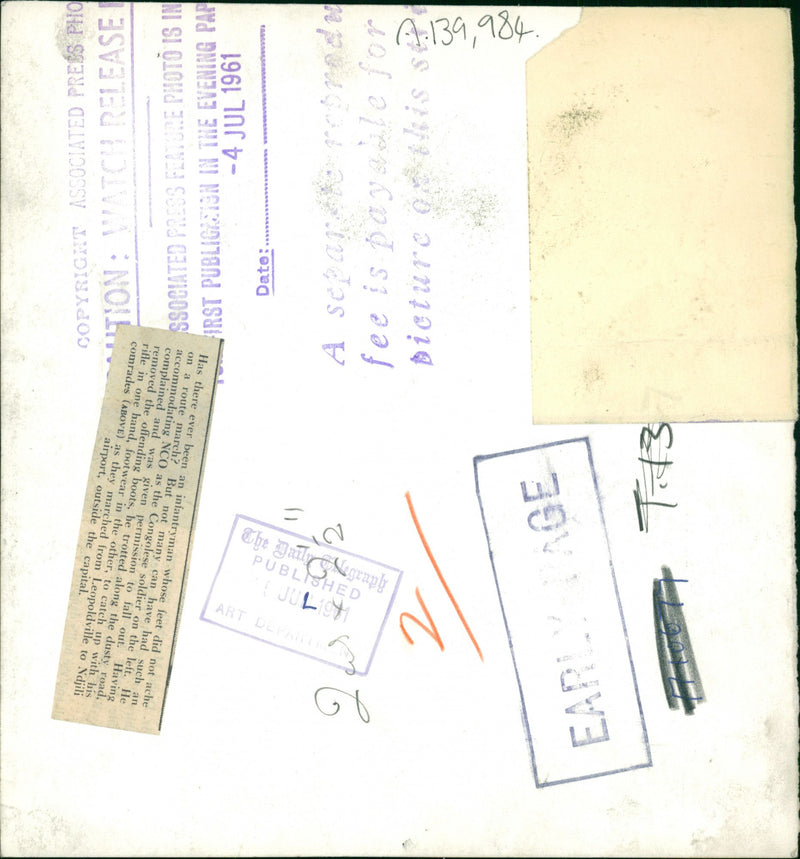 A.139,984.
COPYRIGHT ASSOCIATED PRESS PHO
CAUTION: WATCH RELEASE
ASSOCIATED PRESS FEATURE PHOTO IS IN
FIRST PUBLICATION IN THE EVENING PAP
-4 JUL 1961
Date:
A separate reprodu
fee is payable for
picture on this
Has there ever been an infantryman whose feet did not ache
on a route march? But not many can have had such an
accommodating NCO as the Congolese soldier on the left. He
complained and was given permission to fall out. Having
removed the offending boots, he trotted along the dusty road,
rifle in one hand, footwear in the other, to catch up with his
comrades (ABOVE) as they marched from Leopoldville to Ndjili
airport, outside the capital.
The Daily Telegraph
PUBLISHED
JUL 1961
ART DEPARTMENT
2/
EARLY PAGE
T.13